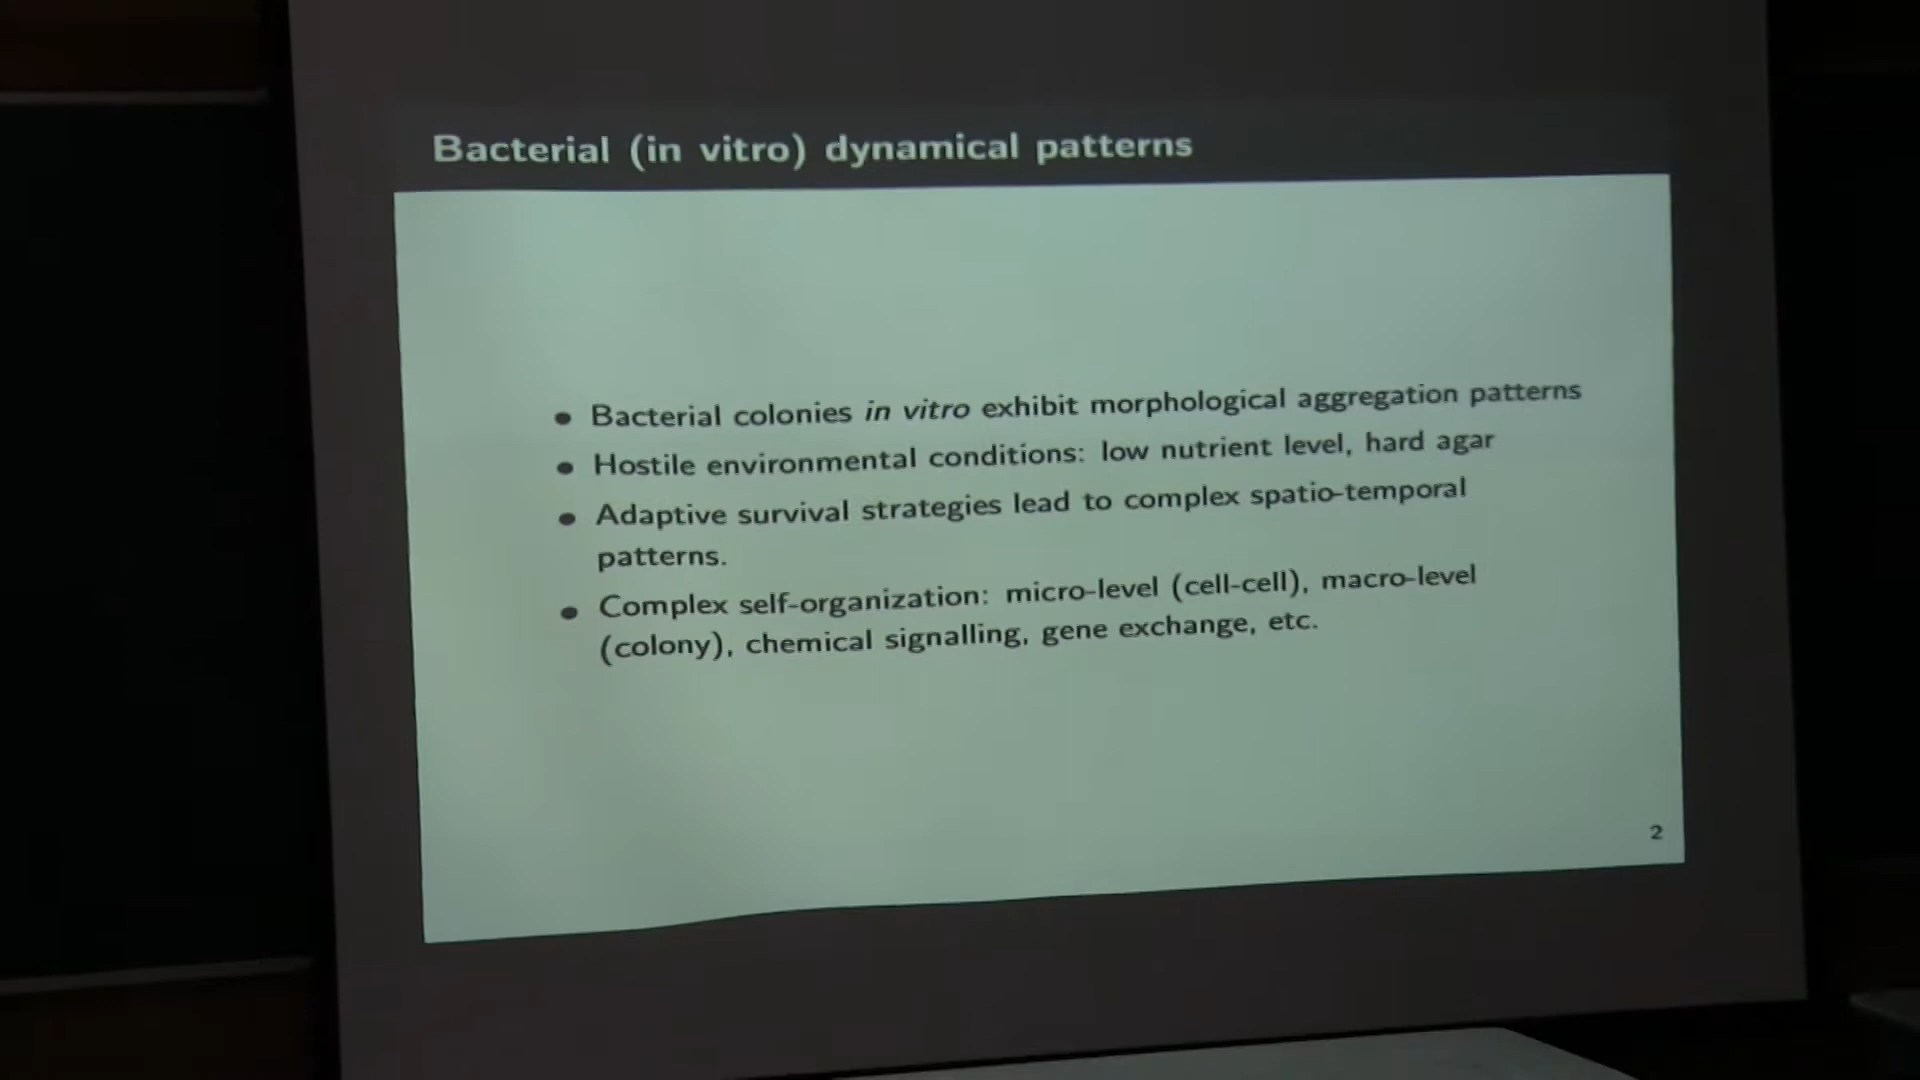 Bacterial (in vitro) dynamical patterns
● Bacterial colonies in vitro exhibit morphological aggregation patterns
● Hostile environmental conditions: low nutrient level, hard agar
● Adaptive survival strategies lead to complex spatio-temporal
patterns.
● Complex self-organization: micro-level (cell-cell), macro-level
(colony), chemical signalling, gene exchange, etc.
2